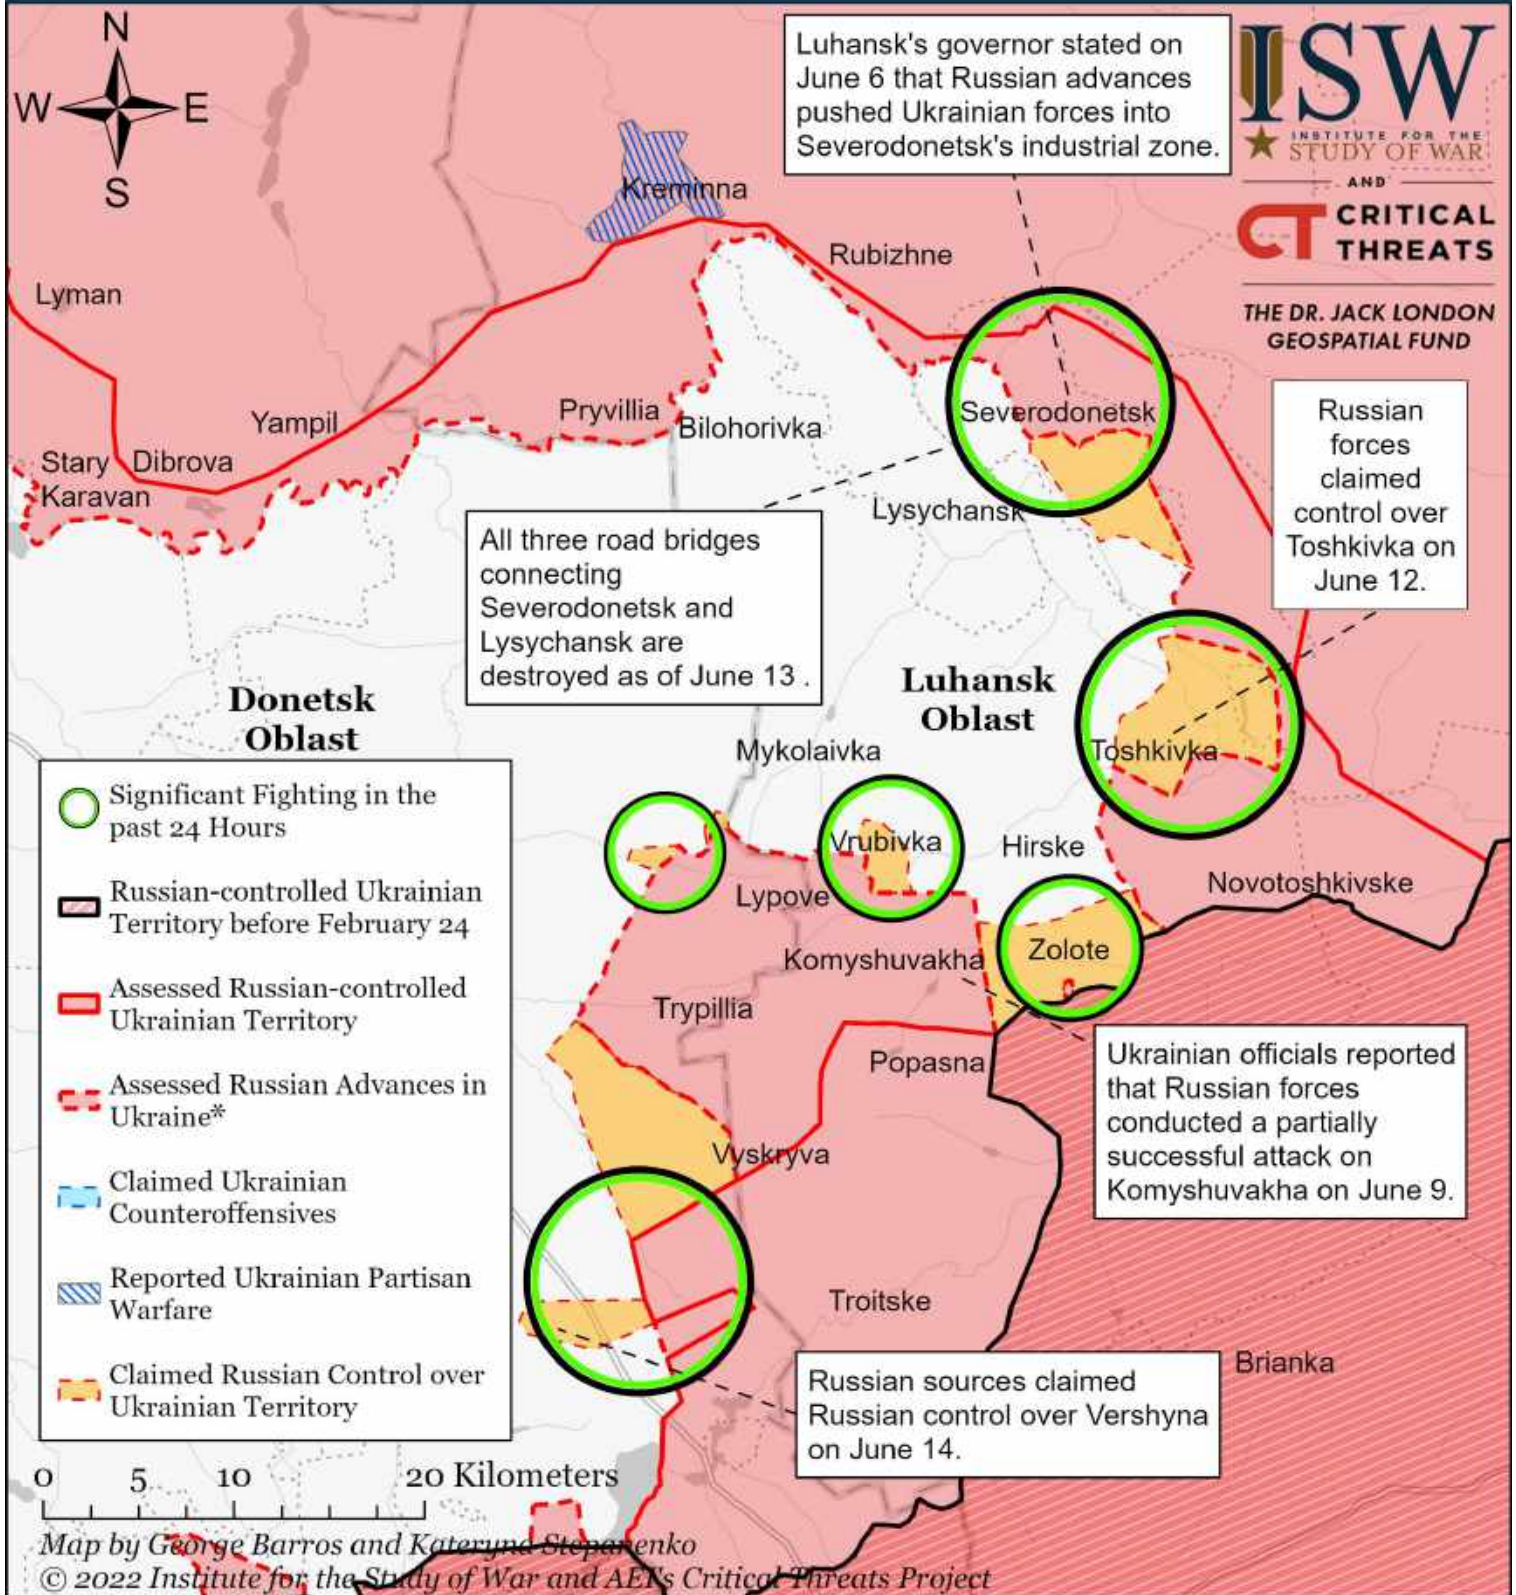 N
W E
S
Luhansk's governor stated on
June 6 that Russian advances
pushed Ukrainian forces into
Severodonetsk's industrial zone.
ISW
INSTITUTE FOR THE
STUDY OF WAR
AND
CT CRITICAL
THREATS
THE DR. JACK LONDON
GEOSPATIAL FUND
Kreminna
Rubizhne
Lyman
Yampil
Pryvillia
Bilohorivka
Severodonetsk
Stary
Karavan
Dibrova
Lysychansk
Russian
forces
claimed
control over
Toshkivka on
June 12.
All three road bridges
connecting
Severodonetsk and
Lysychansk are
destroyed as of June 13 .
Donetsk
Oblast
Luhansk
Oblast
Mykolaivka
Toshkivka
Vrubivka
Hirske
Lypove
Novotoshkivske
Komyshuvakha
Zolote
Trypillia
Popasna
Vyskryva
Troitske
Brianka
Ukrainian officials reported
that Russian forces
conducted a partially
successful attack on
Komyshuvakha on June 9.
Russian sources claimed
Russian control over Vershyna
on June 14.
Significant Fighting in the
past 24 Hours
Russian-controlled Ukrainian
Territory before February 24
Assessed Russian-controlled
Ukrainian Territory
Assessed Russian Advances in
Ukraine*
Claimed Ukrainian
Counteroffensives
Reported Ukrainian Partisan
Warfare
Claimed Russian Control over
Ukrainian Territory
0 5 10 20 Kilometers
Map by George Barros and Kateryna Stepanenko
© 2022 Institute for the Study of War and AEI's Critical Threats Project